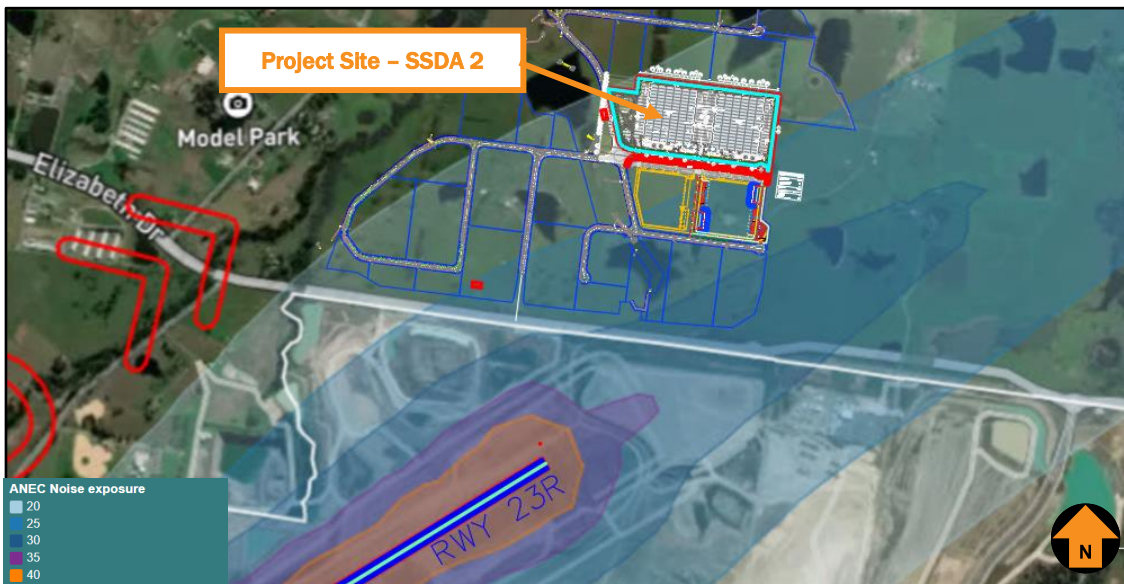 Project Site – SSDA 2
Model Park
Elizabeth Dr
RWY 23R
ANEC Noise exposure
20
25
30
35
40
N